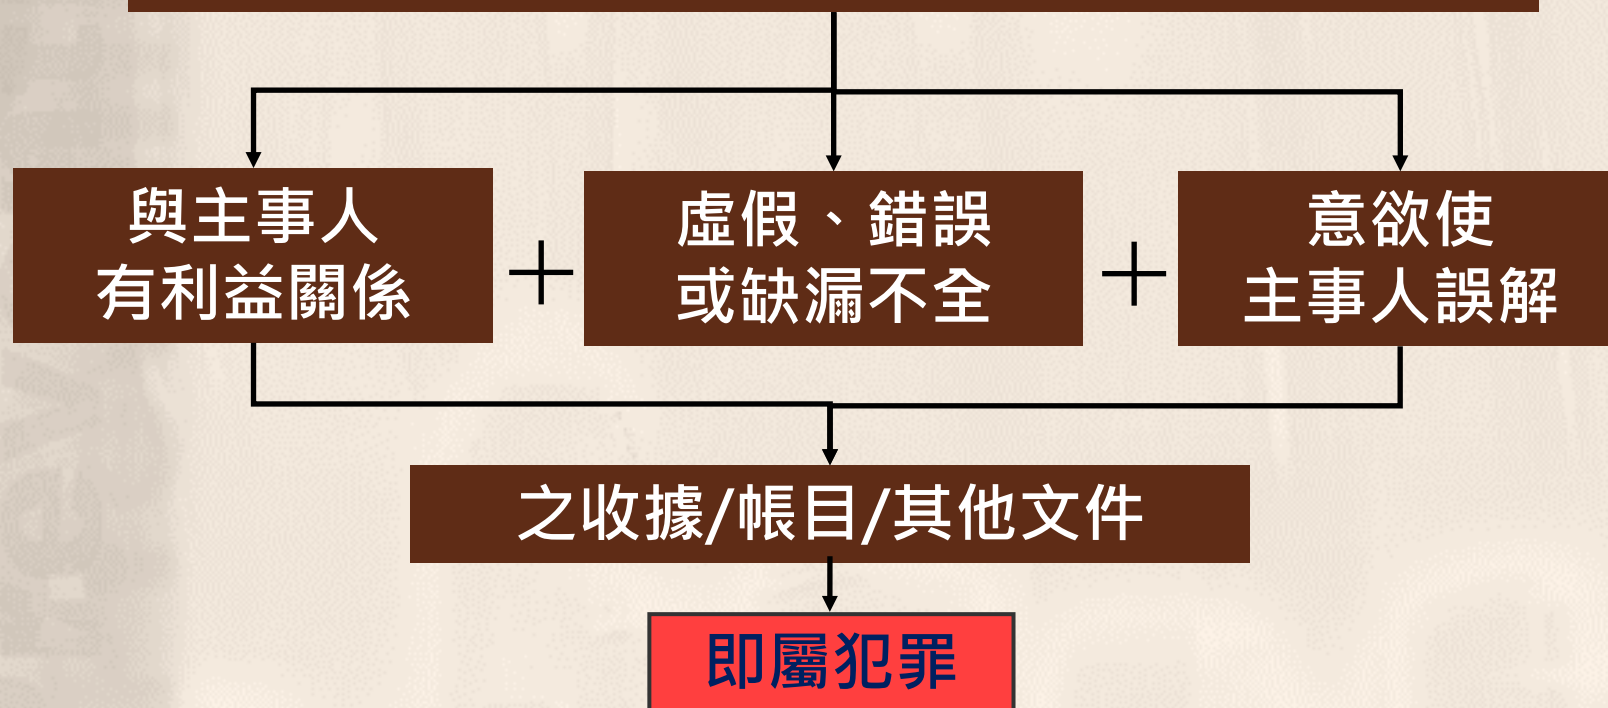 與主事人
有利益關係
+
虛假、錯誤
或缺漏不全
+
意欲使
主事人誤解
之收據/帳目/其他文件
即屬犯罪